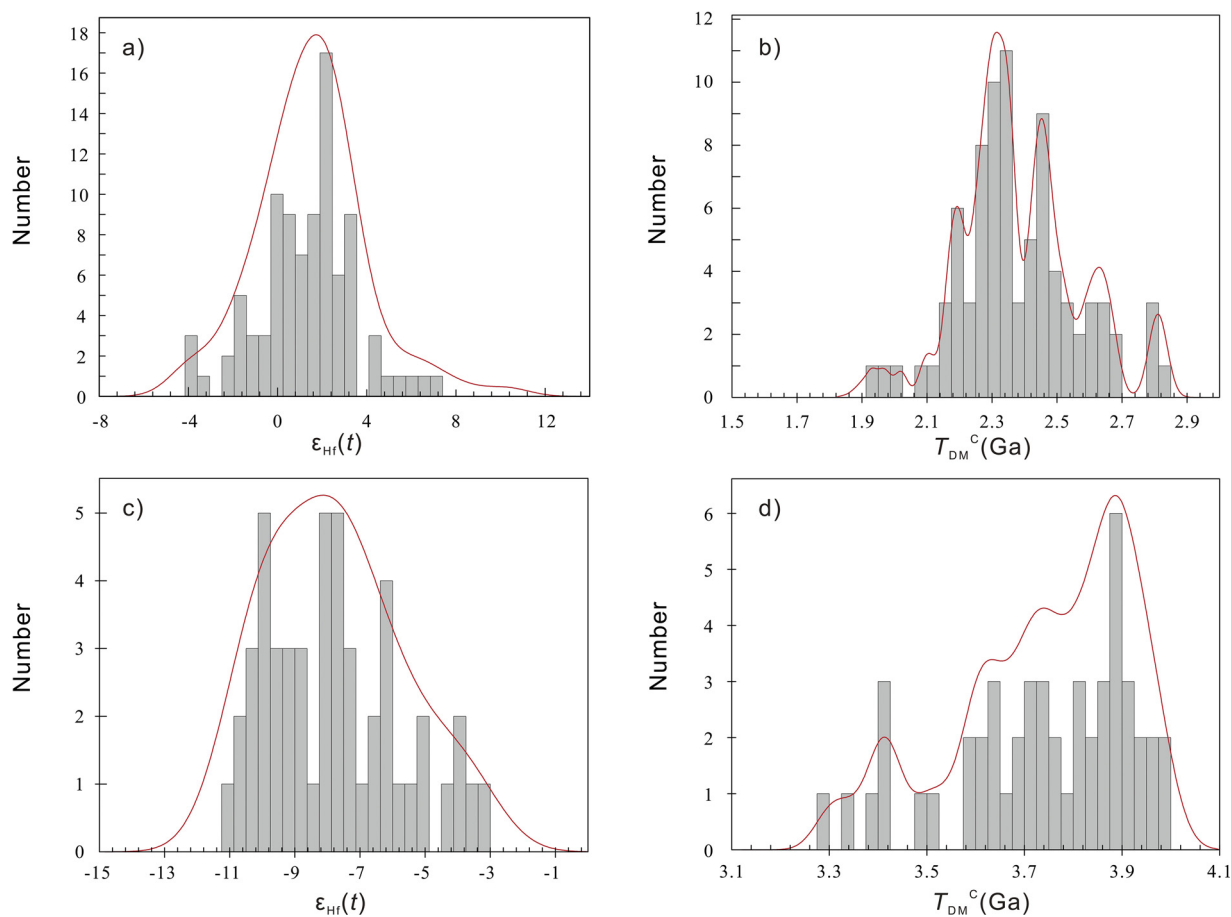 a)
Number
18
16
14
12
10
8
6
4
2
0
-8 -4 0 4 8 12
εHf(t)
b)
Number
12
10
8
6
4
2
0
1.5 1.7 1.9 2.1 2.3 2.5 2.7 2.9
TDMC(Ga)
c)
Number
5
4
3
2
1
0
-15 -13 -11 -9 -7 -5 -3 -1
εHf(t)
d)
Number
6
5
4
3
2
1
0
3.1 3.3 3.5 3.7 3.9 4.1
TDMC(Ga)